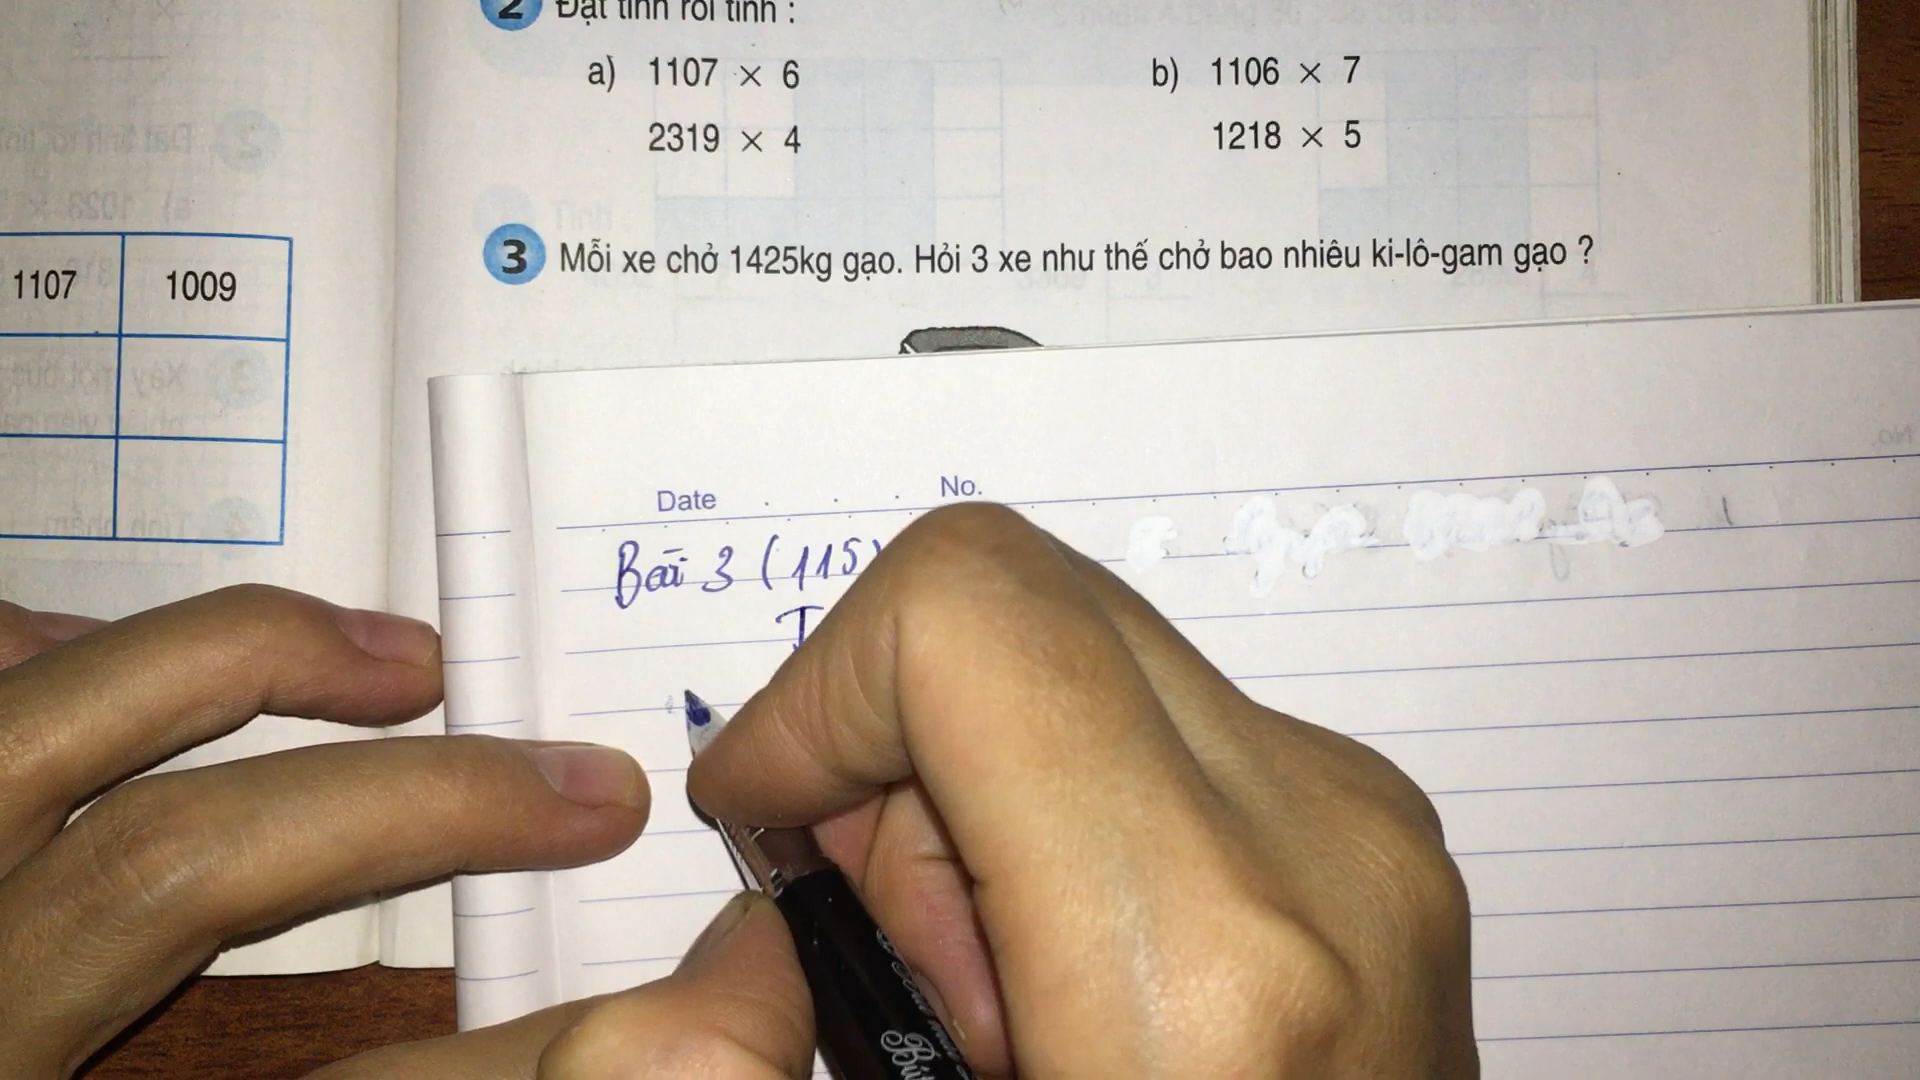 2 Đặt tính rồi tính :
a) 1107 × 6
b) 1106 × 7
2319 × 4
1218 × 5
3 Mỗi xe chở 1425kg gạo. Hỏi 3 xe như thế chở bao nhiêu ki-lô-gam gạo ?
1107 1009
Date No.
Bài 3 (115)
T